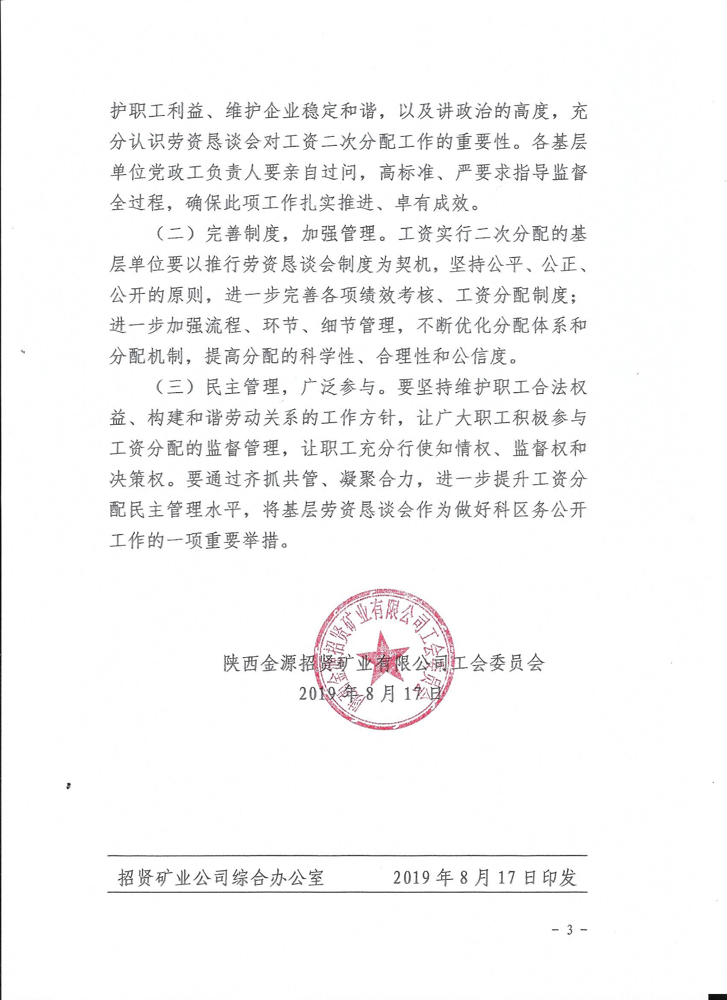 护职工利益、维护企业稳定和谐，以及讲政治的高度，充
分认识劳资恳谈会对工资二次分配工作的重要性。各基层
单位党政工负责人要亲自过问，高标准、严要求指导监督
全过程，确保此项工作扎实推进、卓有成效。
（二）完善制度，加强管理。工资实行二次分配的基
层单位要以推行劳资恳谈会制度为契机，坚持公平、公正、
公开的原则，进一步完善各项绩效考核、工资分配制度；
进一步加强流程、环节、细节管理，不断优化分配体系和
分配机制，提高分配的科学性、合理性和公信度。
（三）民主管理，广泛参与。要坚持维护职工合法权
益、构建和谐劳动关系的工作方针，让广大职工积极参与
工资分配的监督管理，让职工充分行使知情权、监督权和
决策权。要通过齐抓共管、凝聚合力，进一步提升工资分
配民主管理水平，将基层劳资恳谈会作为做好科区务公开
工作的一项重要举措。
陕西金源招贤矿业有限公司工会委员会
陕西金源招贤矿业有限公司工会委员会
2019年8月17日
招贤矿业公司综合办公室 2019年8月17日印发
- 3 -